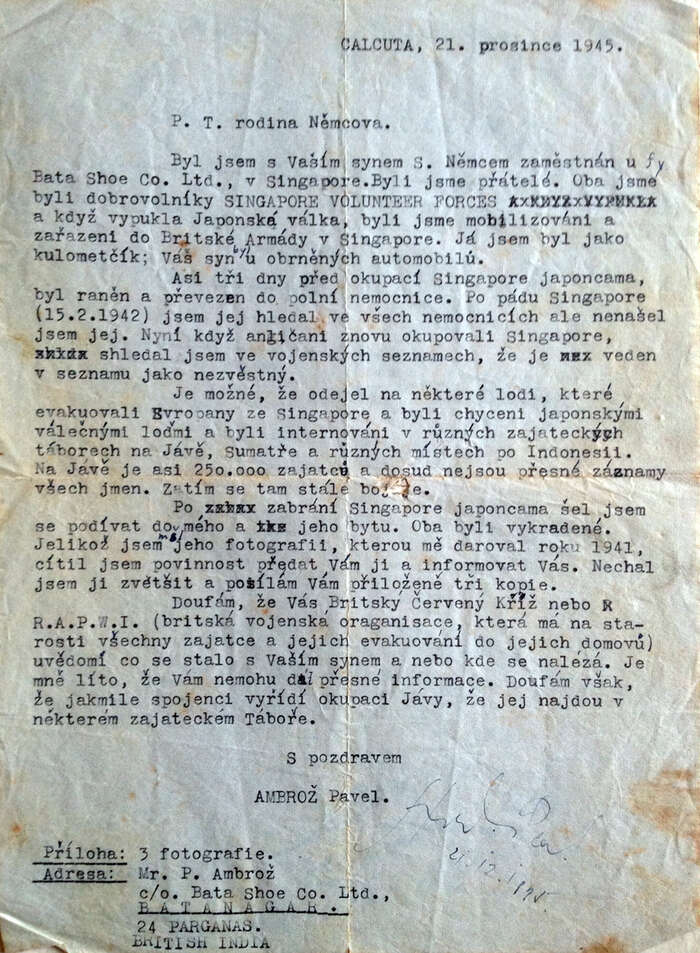 CALCUTA, 21. prosince 1945.
P. T. rodina Němcova.
Byl jsem s Vaším synem S. Němcem zaměstnán u fy
Bata Shoe Co. Ltd., v Singapore.Byli jsme přátelé. Oba jsme
byli dobrovolníky SINGAPORE VOLUNTEER FORCES
a když vypukla Japonská válka, byli jsme mobilizováni a
zařazeni do Britské Armády v Singapore. Já jsem byl jako
kulometčík; Váš syn byl u obrněných automobilů.
Asi tři dny před okupací Singapore japoncama,
byl raněn a převezen do polní nemocnice. Po pádu Singapore
(15.2.1942) jsem jej hledal ve všech nemocnicích ale nenašel
jsem jej. Nyní když angličani znovu okupovali Singapore,
shledal jsem ve vojenských seznamech, že je veden
v seznamu jako nezvěstný.
Je možné, že odejel na některé lodi, které
evakuovali Evropany ze Singapore a byli chyceni japonskými
válečnými loďmi a byli internováni v různých zajateckých
táborech na Jávě, Sumatře a různých místech po Indonesii.
Na Jávě je asi 250.000 zajatců a dosud nejsou přesné záznamy
všech jmen. Zatím se tam stále bojuje.
Po zabrání Singapore japoncama šel jsem
se podívat do mého a jeho bytu. Oba byli vykradené.
Jelikož jsem měl jeho fotografii, kterou mě daroval roku 1941,
cítil jsem povinnost předat Vám ji a informovat Vás. Nechal
jsem ji zvětšit a posílám Vám přiložené tři kopie.
Doufám, že Vás Britský Červený Kříž nebo
R.A.P.W.I. (britská vojenská oraganisace, která má na sta-
rosti všechny zajatce a jejich evakuování do jejich domovů)
uvědomí co se stalo s Vaším synem a nebo kde se nalézá. Je
mně líto, že Vám nemohu dál přesné informace. Doufám však,
že jakmile spojenci vyřídí okupaci Jávy, že jej najdou v
některém zajateckém Táboře.
S pozdravem
AMBROŽ Pavel.
21.12.1945.
Příloha: 3 fotografie.
Adresa: Mr. P. Ambrož
c/o. Bata Shoe Co. Ltd.,
BATANAGAR.
24 PARGANAS.
BRITISH INDIA